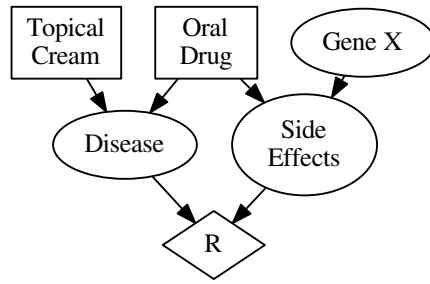 Topical
Cream
Oral
Drug
Gene X
Disease
Side
Effects
R